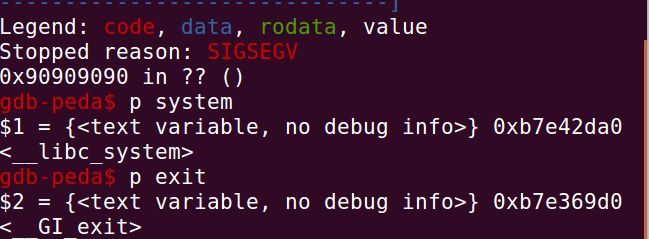 -------------------------------]
Legend: code, data, rodata, value
Stopped reason: SIGSEGV
0x90909090 in ?? ()
gdb-peda$ p system
$1 = {<text variable, no debug info>} 0xb7e42da0
<__libc_system>
gdb-peda$ p exit
$2 = {<text variable, no debug info>} 0xb7e369d0
<__GI_exit>